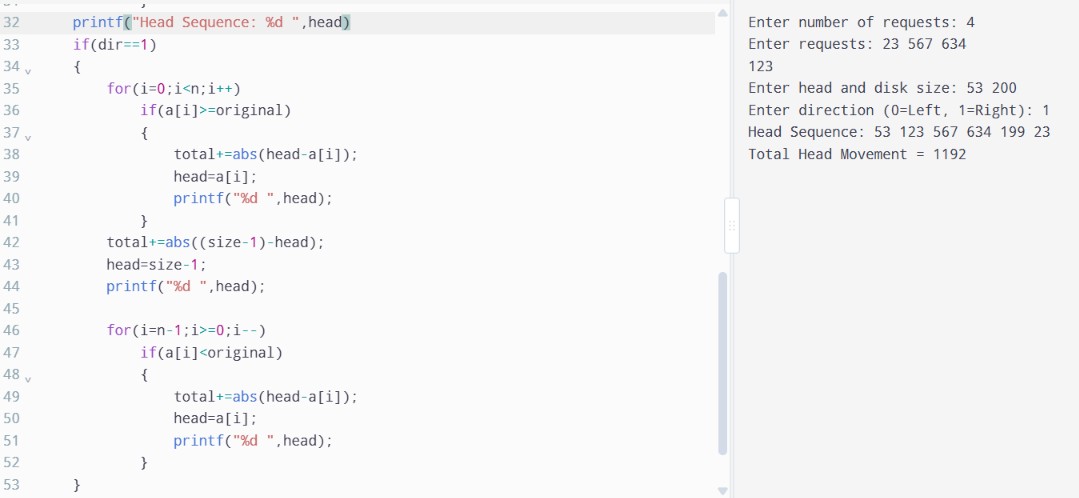 32 printf("Head Sequence: %d ",head)
33 if(dir==1)
34 {
35 for(i=0;i<n;i++)
36 if(a[i]>=original)
37 {
38 total+=abs(head-a[i]);
39 head=a[i];
40 printf("%d ",head);
41 }
42 total+=abs((size-1)-head);
43 head=size-1;
44 printf("%d ",head);
45
46 for(i=n-1;i>=0;i--)
47 if(a[i]<original)
48 {
49 total+=abs(head-a[i]);
50 head=a[i];
51 printf("%d ",head);
52 }
53 }
Enter number of requests: 4
Enter requests: 23 567 634
123
Enter head and disk size: 53 200
Enter direction (0=Left, 1=Right): 1
Head Sequence: 53 123 567 634 199 23
Total Head Movement = 1192